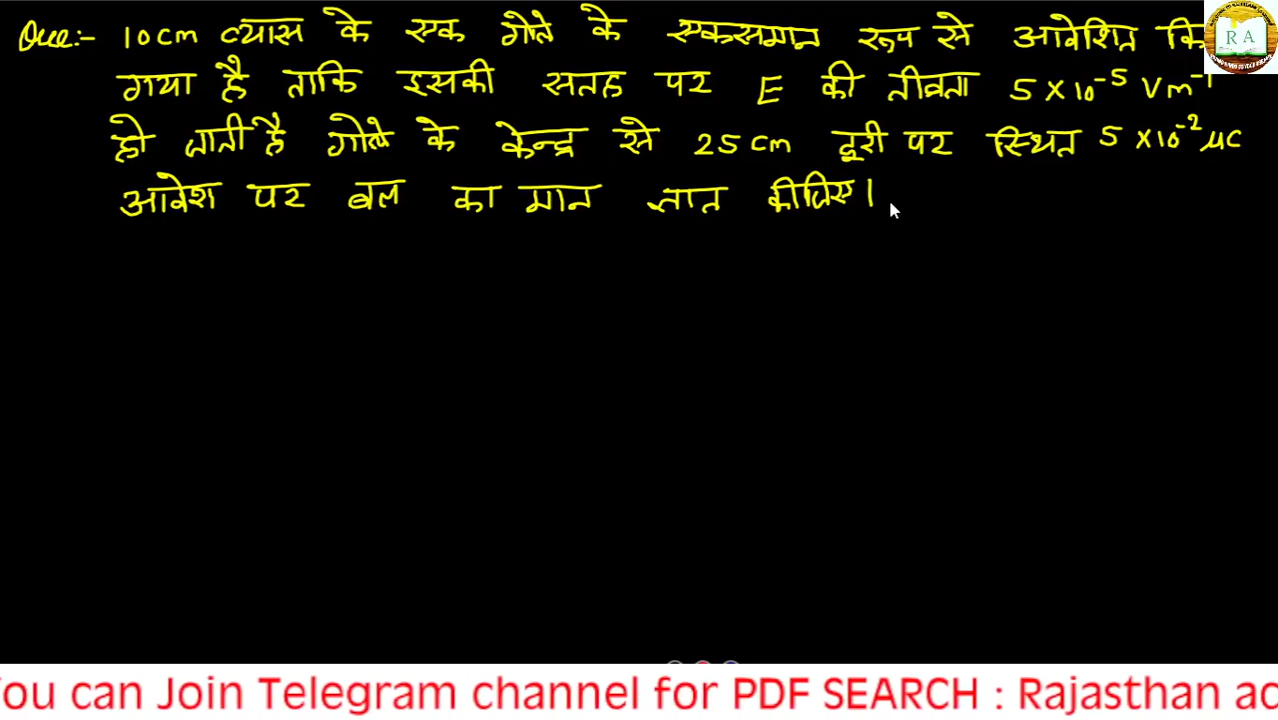 Que:- 10cm व्यास के एक गोले के एकसमान रूप से आवेशित कि
R A
गया है ताकि इसकी सतह पर E की तीव्रता 5 × 10⁻⁵ Vm⁻¹
हो जाती है गोले के केन्द्र से 25cm दूरी पर स्थित 5 ×10⁻² μC
आवेश पर बल का मान ज्ञात कीजिए।
You can Join Telegram channel for PDF SEARCH : Rajasthan ac